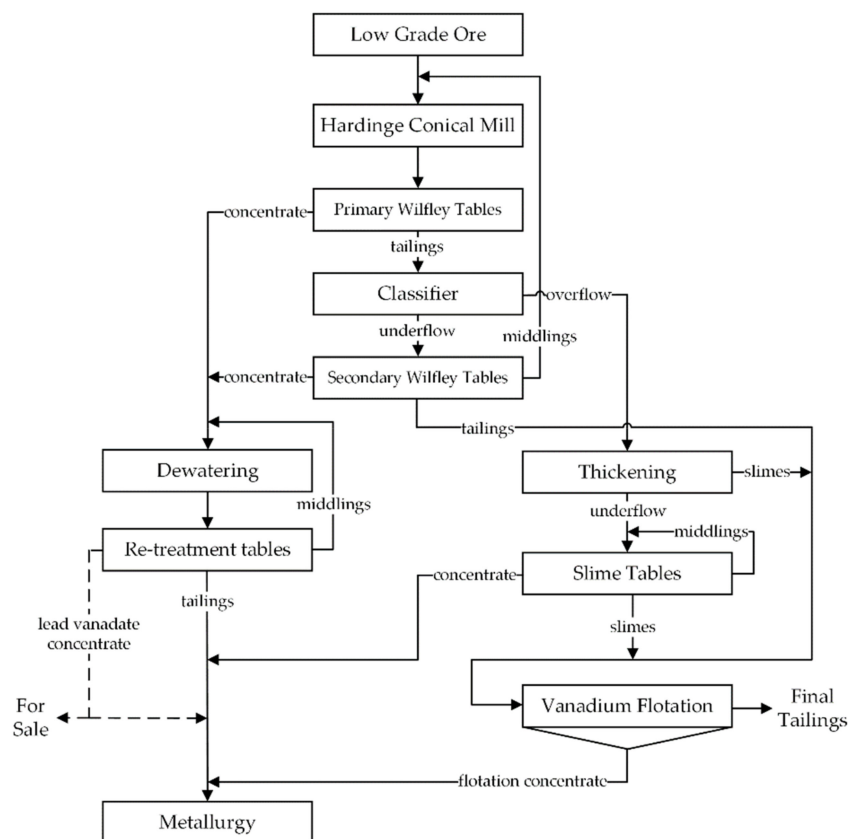 Low Grade Ore
Hardinge Conical Mill
concentrate
Primary Wilfley Tables
tailings
Classifier
overflow
underflow
middlings
concentrate
Secondary Wilfley Tables
tailings
Dewatering
Thickening
slimes
middlings
underflow
middlings
Re-treatment tables
concentrate
Slime Tables
tailings
lead vanadate
concentrate
slimes
For
Sale
Vanadium Flotation
Final
Tailings
flotation concentrate
Metallurgy